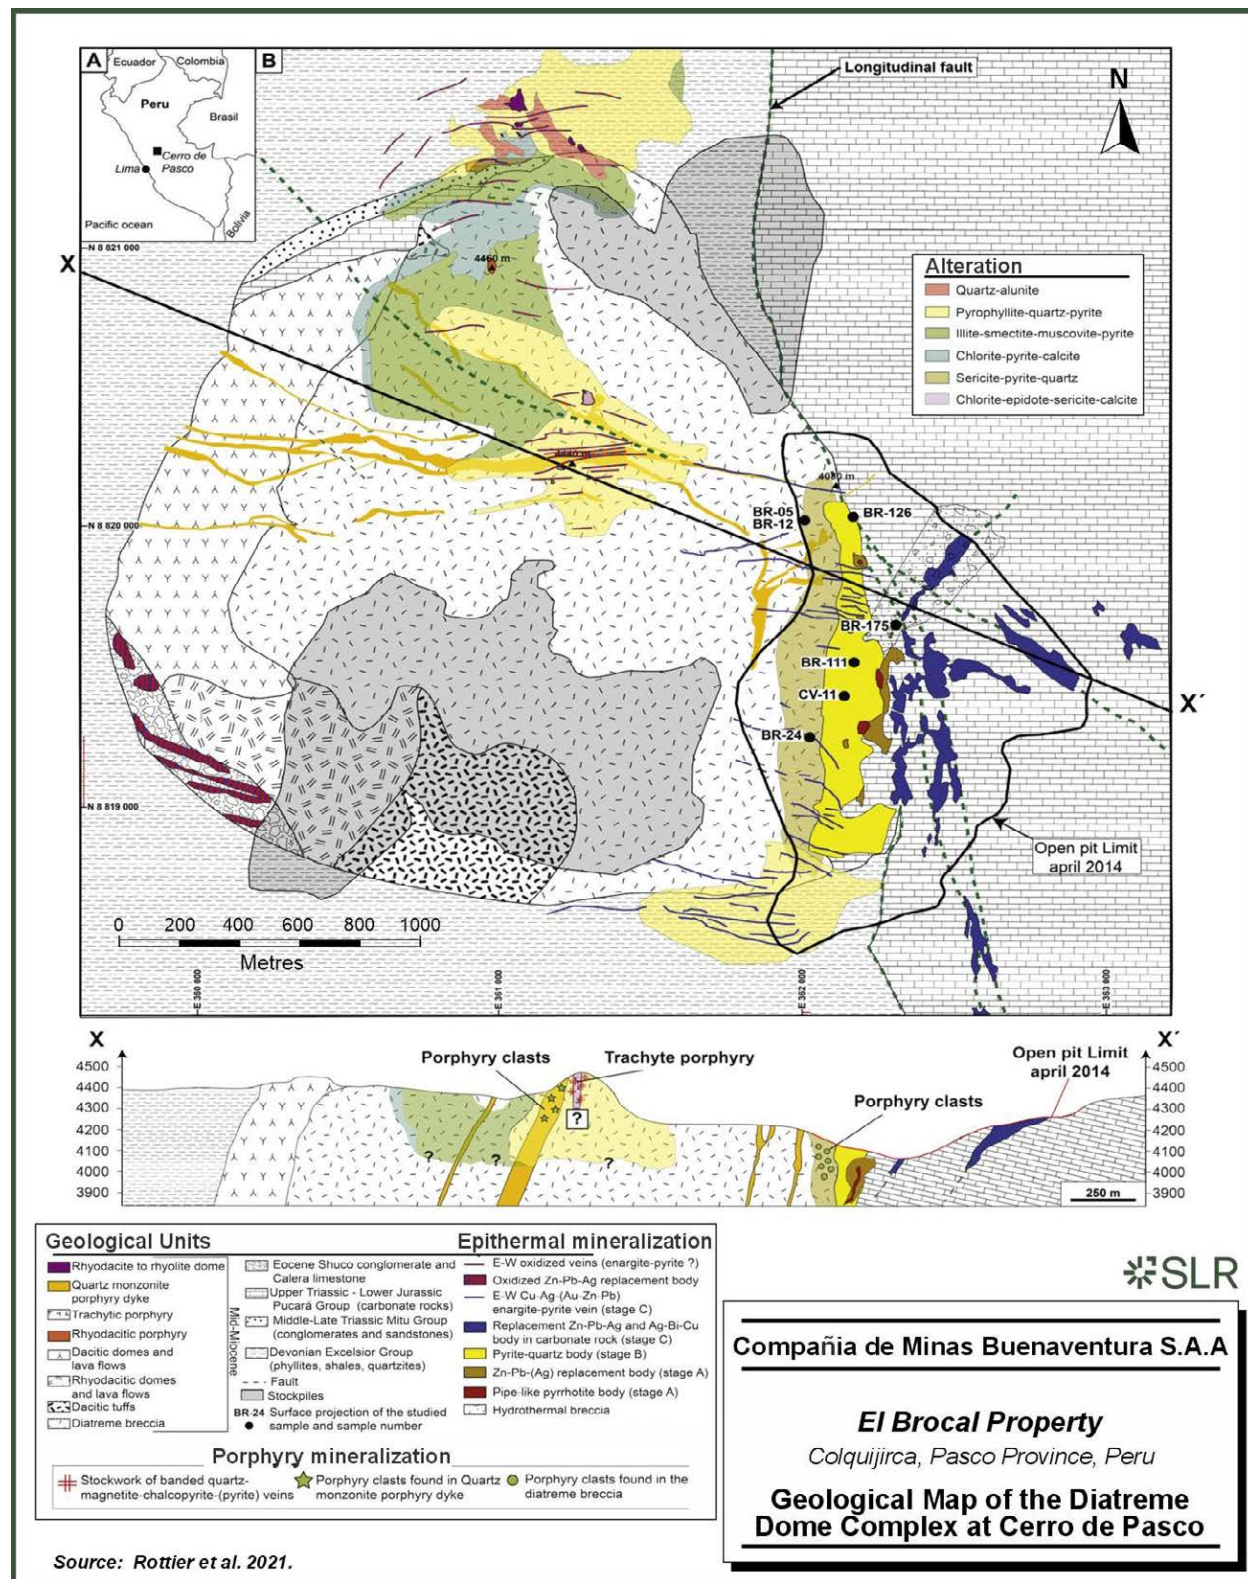 A
B
Ecuador
Colombia
Peru
Brasil
Cerro de
Pasco
Lima
Pacific ocean
Bolivia
Longitudinal fault
N
N 8 821 000
X
4460 m
Alteration
Quartz-alunite
Pyrophyllite-quartz-pyrite
Illite-smectite-muscovite-pyrite
Chlorite-pyrite-calcite
Sericite-pyrite-quartz
Chlorite-epidote-sericite-calcite
N 8 820 000
BR-05
BR-12
BR-126
BR-175
BR-111
CV-11
BR-24
X´
N 8 819 000
Open pit Limit
april 2014
0 200 400 600 800 1000
Metres
E 361 000
E 362 000
E 363 000
X
X´
Porphyry clasts
Trachyte porphyry
Open pit Limit
april 2014
Porphyry clasts
4500
4400
4300
4200
4100
4000
3900
?
?
?
?
4500
4400
4300
4200
4100
4000
3900
250 m
Geological Units
Rhyodacite to rhyolite dome
Quartz monzonite
porphyry dyke
Trachytic porphyry
Rhyodacitic porphyry
Dacitic domes and
lava flows
Rhyodacitic domes
and lava flows
Dacitic tuffs
Diatreme breccia
Mid-Miocene
Eocene Shuco conglomerate and
Calera limestone
Upper Triassic - Lower Jurassic
Pucará Group (carbonate rocks)
Middle-Late Triassic Mitu Group
(conglomerates and sandstones)
Devonian Excelsior Group
(phyllites, shales, quartzites)
Fault
Stockpiles
BR-24 Surface projection of the studied
sample and sample number
Epithermal mineralization
E-W oxidized veins (enargite-pyrite ?)
Oxidized Zn-Pb-Ag replacement body
E-W Cu-Ag-(Au-Zn-Pb)
enargite-pyrite vein (stage C)
Replacement Zn-Pb-Ag and Ag-Bi-Cu
body in carbonate rock (stage C)
Pyrite-quartz body (stage B)
Zn-Pb-(Ag) replacement body (stage A)
Pipe-like pyrrhotite body (stage A)
Hydrothermal breccia
Porphyry mineralization
Stockwork of banded quartz-
magnetite-chalcopyrite-(pyrite) veins
Porphyry clasts found in Quartz
monzonite porphyry dyke
Porphyry clasts found in the
diatreme breccia
SLR
Compañia de Minas Buenaventura S.A.A
El Brocal Property
Colquijirca, Pasco Province, Peru
Geological Map of the Diatreme
Dome Complex at Cerro de Pasco
Source: Rottier et al. 2021.